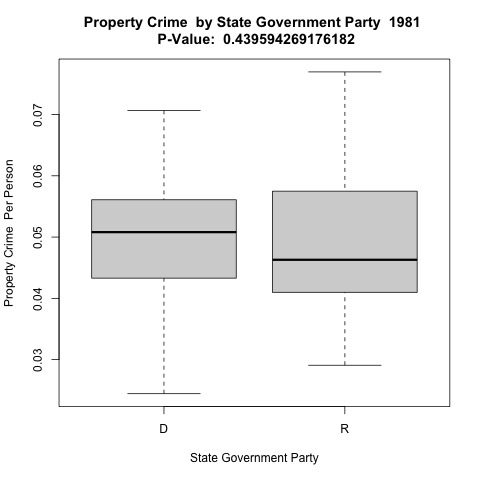 Property Crime  by State Government Party  1981
P-Value:  0.439594269176182
Property Crime  Per Person
0.07
0.06
0.05
0.04
0.03
D
R
State Government Party